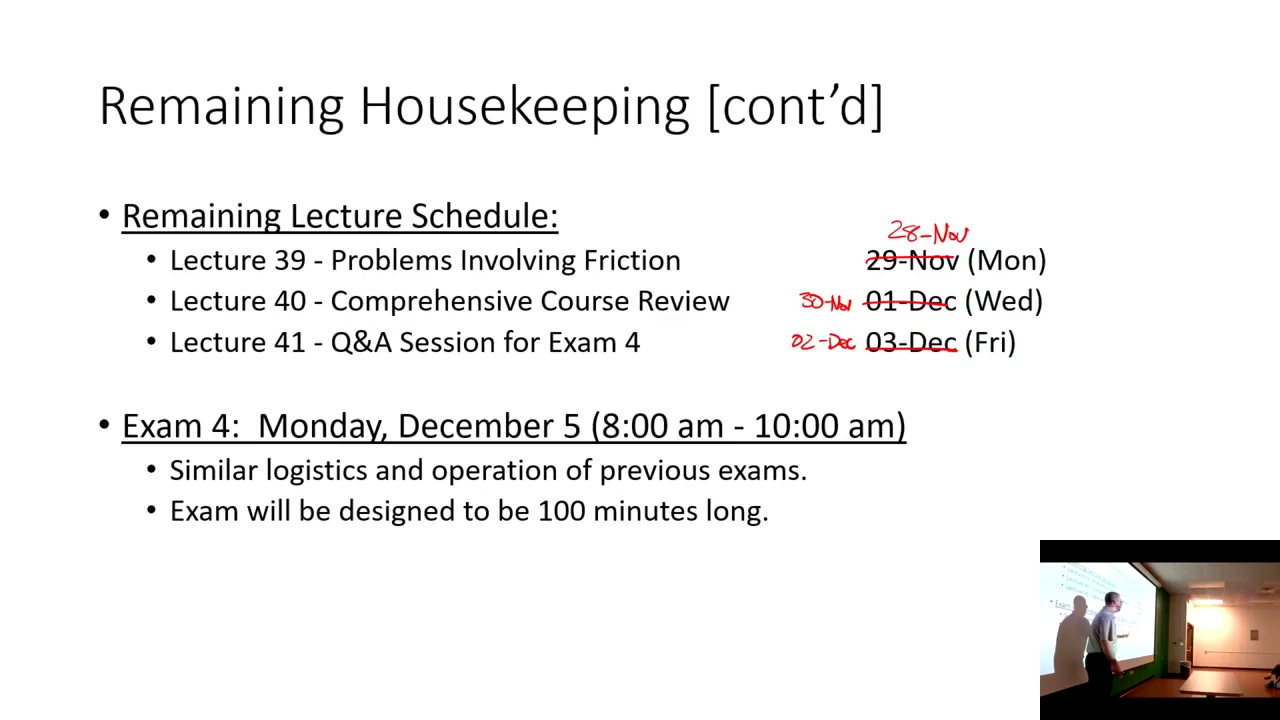 Remaining Housekeeping [cont’d]
• Remaining Lecture Schedule:
28-Nov
• Lecture 39 - Problems Involving Friction 29-Nov (Mon)
• Lecture 40 - Comprehensive Course Review 30-Nov 01-Dec (Wed)
• Lecture 41 - Q&A Session for Exam 4 02-Dec 03-Dec (Fri)
• Exam 4: Monday, December 5 (8:00 am - 10:00 am)
• Similar logistics and operation of previous exams.
• Exam will be designed to be 100 minutes long.